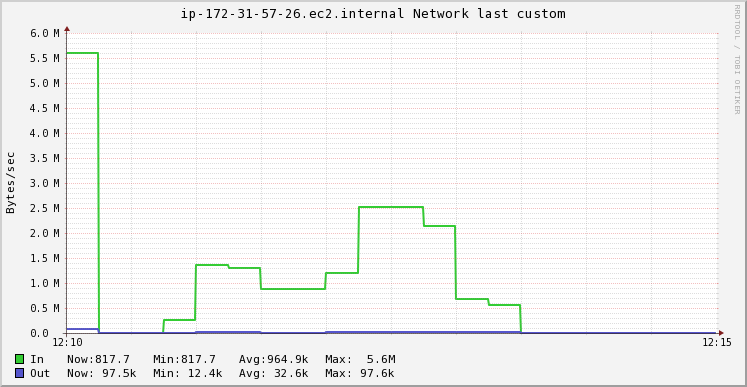 ip-172-31-57-26.ec2.internal Network last custom
RRDTOOL / TOBI OETIKER
Bytes/sec
6.0 M
5.5 M
5.0 M
4.5 M
4.0 M
3.5 M
3.0 M
2.5 M
2.0 M
1.5 M
1.0 M
0.5 M
0.0
12:10 12:15
In Now:817.7 Min:817.7 Avg:964.9k Max: 5.6M
Out Now: 97.5k Min: 12.4k Avg: 32.6k Max: 97.6k